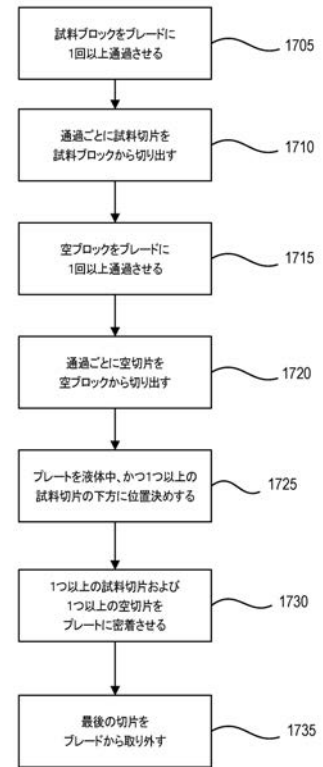 試料ブロックをブレードに
1回以上通過させる
1705
通過ごとに試料切片を
試料ブロックから切り出す
1710
空ブロックをブレードに
1回以上通過させる
1715
通過ごとに空切片を
空ブロックから切り出す
1720
プレートを液体中、かつ1つ以上の
試料切片の下方に位置決めする
1725
1つ以上の試料切片および
1つ以上の空切片を
プレートに密着させる
1730
最後の切片を
ブレードから取り外す
1735